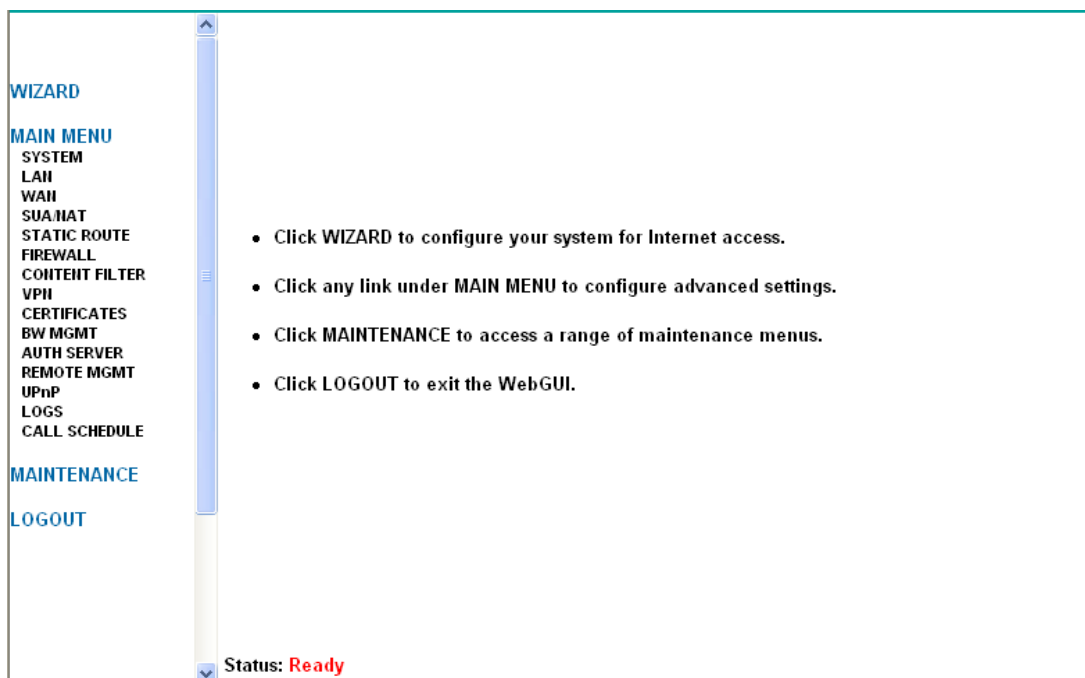 WIZARD
MAIN MENU
SYSTEM
LAN
WAN
SUA/NAT
STATIC ROUTE
FIREWALL
CONTENT FILTER
VPN
CERTIFICATES
BW MGMT
AUTH SERVER
REMOTE MGMT
UPnP
LOGS
CALL SCHEDULE
MAINTENANCE
LOGOUT
• Click WIZARD to configure your system for Internet access.
• Click any link under MAIN MENU to configure advanced settings.
• Click MAINTENANCE to access a range of maintenance menus.
• Click LOGOUT to exit the WebGUI.
Status: Ready